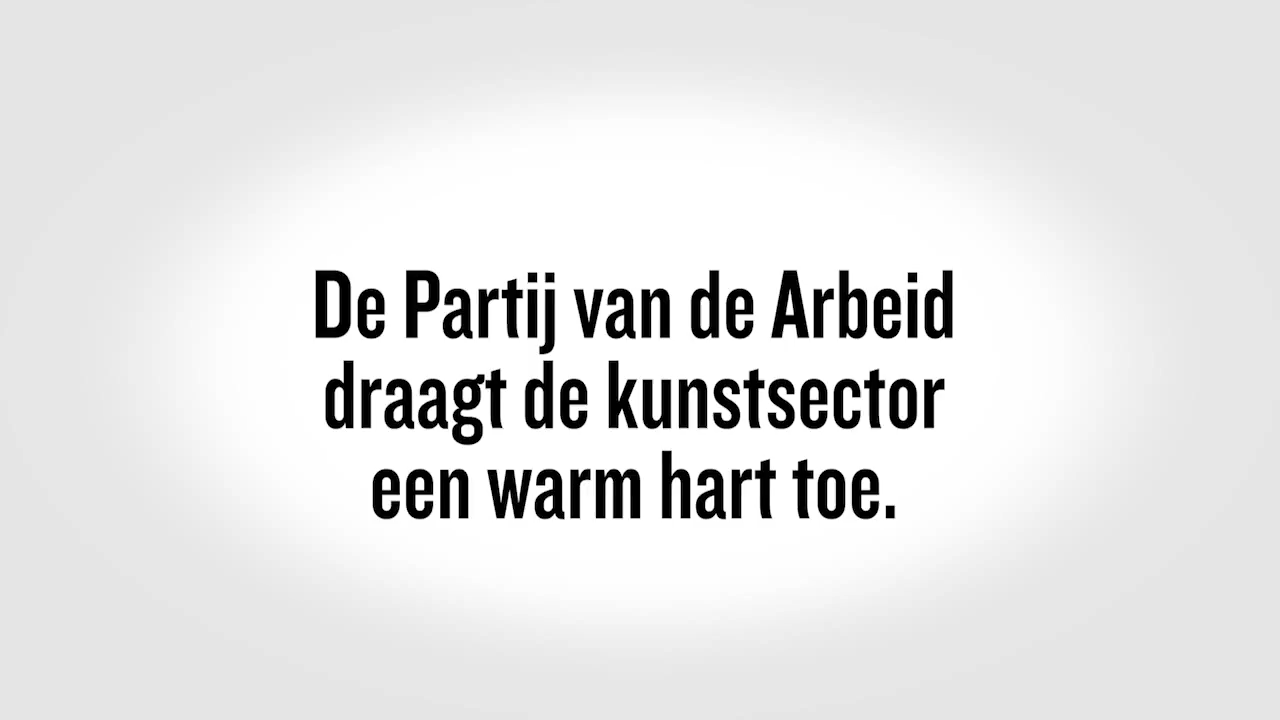 De Partij van de Arbeid
draagt de kunstsector
een warm hart toe.